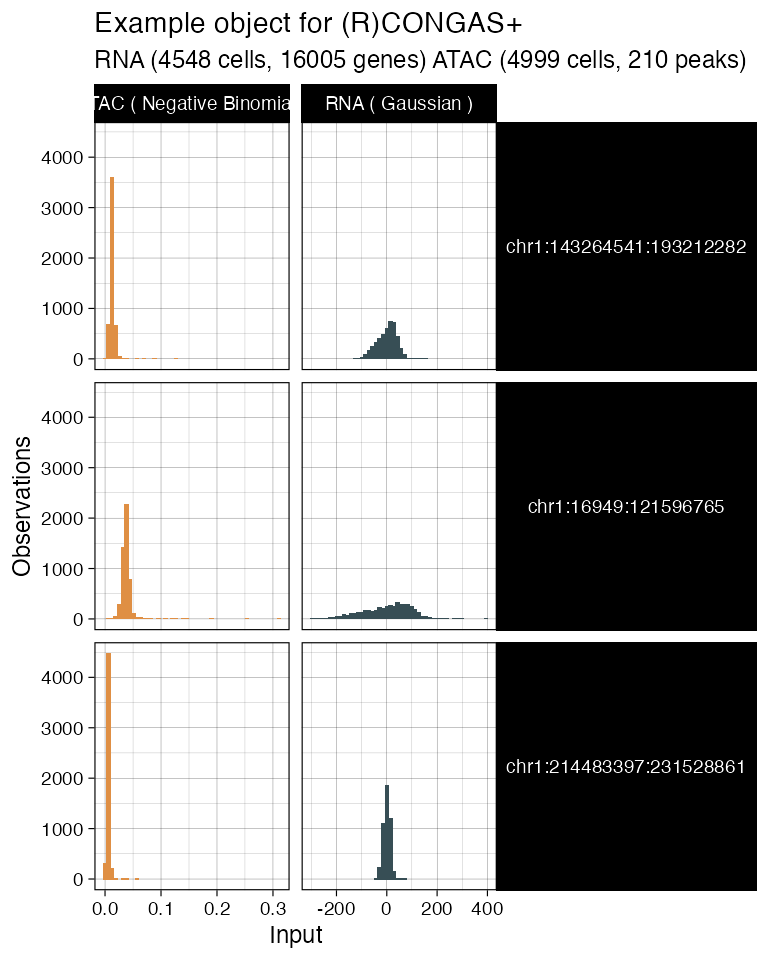 Example object for (R)CONGAS+
RNA (4548 cells, 16005 genes) ATAC (4999 cells, 210 peaks)
TAC ( Negative Binomia
RNA ( Gaussian )
4000
3000
2000
1000
0
chr1:143264541:193212282
Observations
4000
3000
2000
1000
0
chr1:16949:121596765
4000
3000
2000
1000
0
chr1:214483397:231528861
0.0 0.1 0.2 0.3
-200 0 200 400
Input